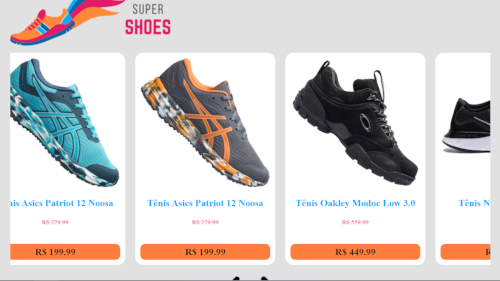 SUPER
SHOES
nis Asics Patriot 12 Noosa
R$ 279.99
R$ 199,99
Tênis Asics Patriot 12 Noosa
R$ 279.99
R$ 199,99
Tênis Oakley Modoc Low 3.0
R$ 559.99
R$ 449.99
Tênis N
R